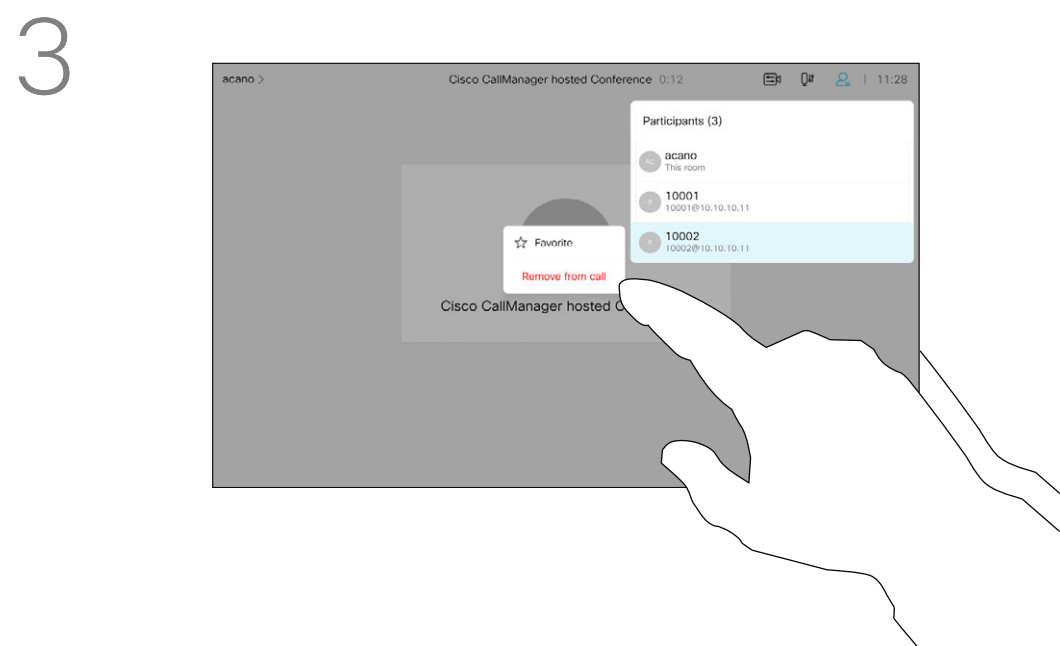 3
acano >
Cisco CallManager hosted Conference 0:12
| 11:28
Participants (3)
AC
acano
This room
10001
10001@10.10.10.11
10002
10002@10.10.10.11
Favorite
Remove from call
Cisco CallManager hosted C